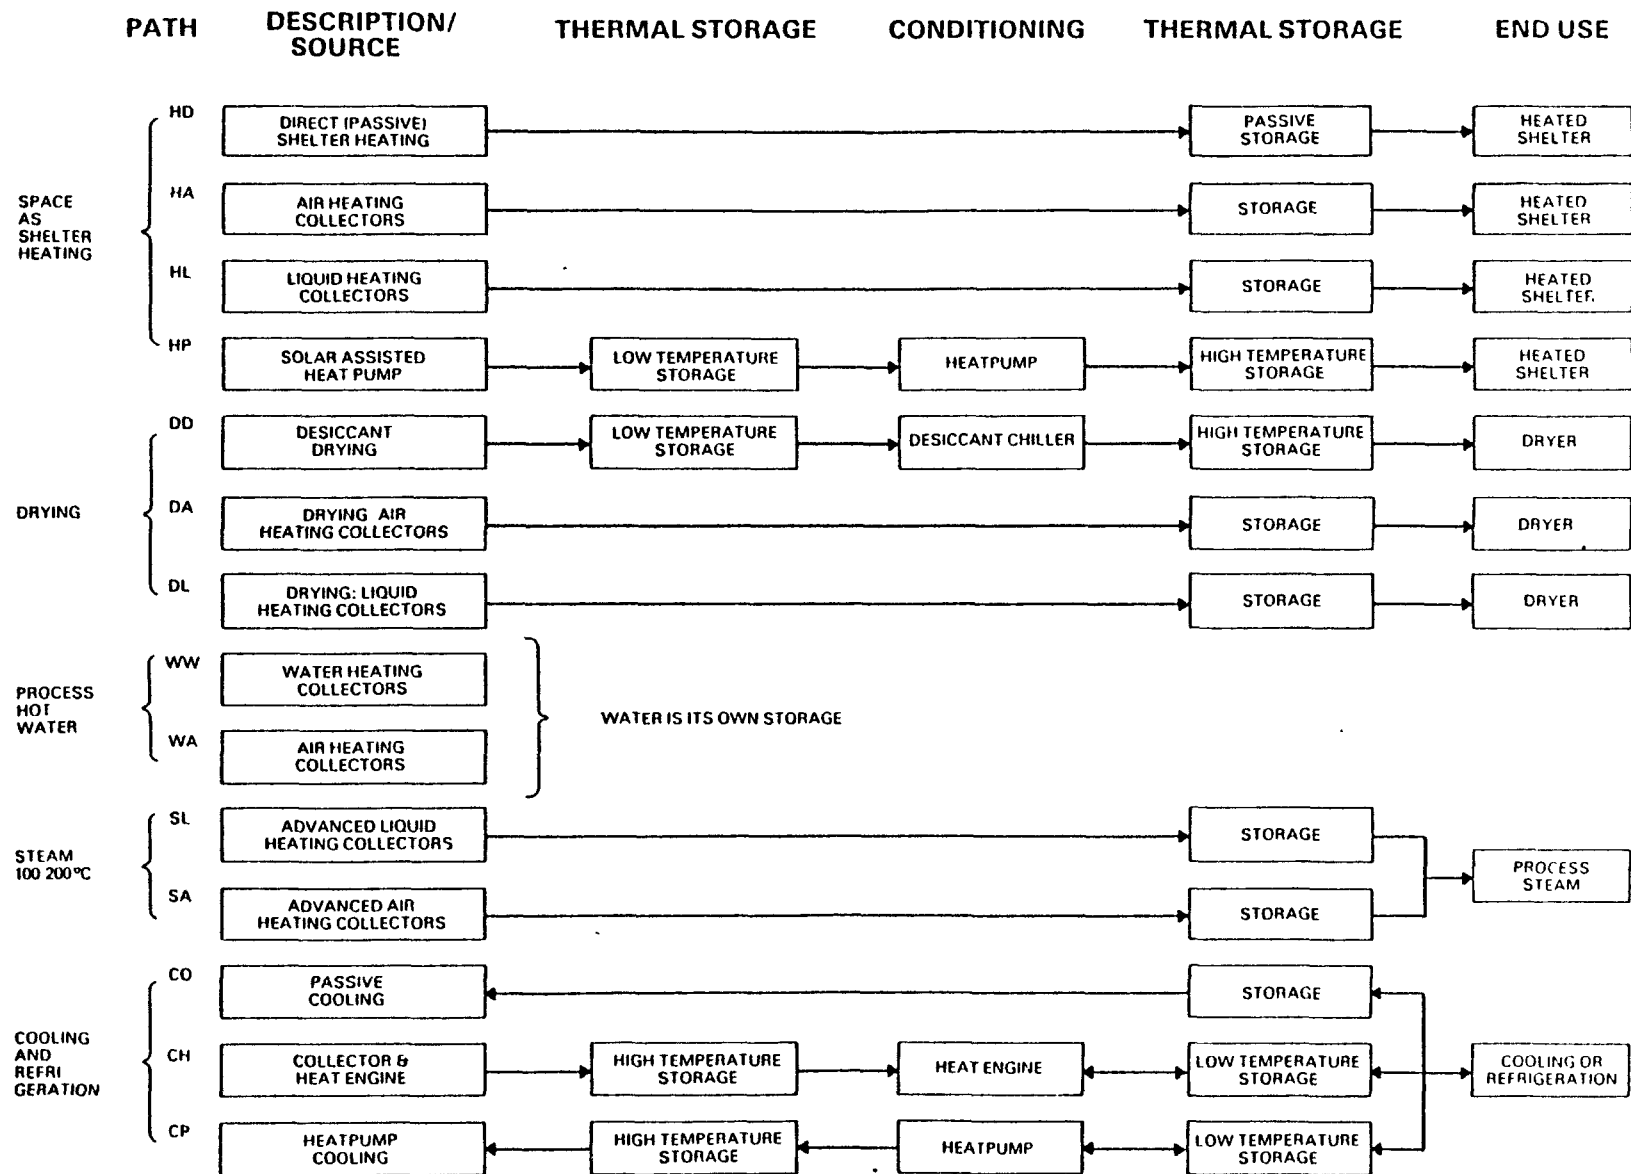 PATH
DESCRIPTION/
SOURCE
THERMAL STORAGE
CONDITIONING
THERMAL STORAGE
END USE
SPACE
AS
SHELTER
HEATING
HD
DIRECT (PASSIVE)
SHELTER HEATING
PASSIVE
STORAGE
HEATED
SHELTER
HA
AIR HEATING
COLLECTORS
STORAGE
HEATED
SHELTER
HL
LIQUID HEATING
COLLECTORS
STORAGE
HEATED
SHELTER
HP
SOLAR ASSISTED
HEAT PUMP
LOW TEMPERATURE
STORAGE
HEATPUMP
HIGH TEMPERATURE
STORAGE
HEATED
SHELTER
DRYING
DD
DESICCANT
DRYING
LOW TEMPERATURE
STORAGE
DESICCANT CHILLER
HIGH TEMPERATURE
STORAGE
DRYER
DA
DRYING AIR
HEATING COLLECTORS
STORAGE
DRYER
DL
DRYING: LIQUID
HEATING COLLECTORS
STORAGE
DRYER
PROCESS
HOT
WATER
WW
WATER HEATING
COLLECTORS
WA
AIR HEATING
COLLECTORS
WATER IS ITS OWN STORAGE
STEAM
100 200°C
SL
ADVANCED LIQUID
HEATING COLLECTORS
STORAGE
SA
ADVANCED AIR
HEATING COLLECTORS
STORAGE
PROCESS
STEAM
COOLING
AND
REFRI
GERATION
CO
PASSIVE
COOLING
STORAGE
CH
COLLECTOR &
HEAT ENGINE
HIGH TEMPERATURE
STORAGE
HEAT ENGINE
LOW TEMPERATURE
STORAGE
COOLING OR
REFRIGERATION
CP
HEATPUMP
COOLING
HIGH TEMPERATURE
STORAGE
HEATPUMP
LOW TEMPERATURE
STORAGE